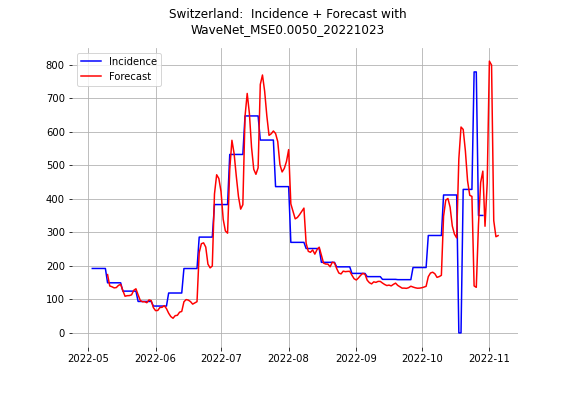 Switzerland:  Incidence + Forecast with
WaveNet_MSE0.0050_20221023
Incidence
Forecast
800
700
600
500
400
300
200
100
0
2022-05 2022-06 2022-07 2022-08 2022-09 2022-10 2022-11